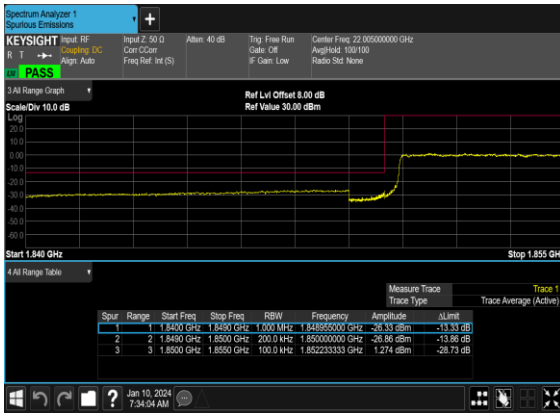 Spectrum Analyzer 1
Spurious Emissions
+
KEYSIGHT Input: RF Input Z: 50 Ω Atten: 40 dB Trig: Free Run Center Freq: 22.005000000 GHz
R T Coupling: DC Corr CCorr Gate: Off Avg|Hold: 100/100
Align: Auto Freq Ref: Int (S) IF Gain: Low Radio Std: None
PASS
3 All Range Graph
Ref Lvl Offset 8.00 dB
Scale/Div 10.0 dB Ref Value 30.00 dBm
Log
20.0
10.0
0.00
-10.0
-20.0
-30.0
-40.0
-50.0
-60.0
Start 1.840 GHz Stop 1.855 GH
4 All Range Table
Measure Trace Trace 1
Trace Type Trace Average (Active)
Spur Range Start Freq Stop Freq RBW Frequency Amplitude ΔLimit
1 1 1.8400 GHz 1.8490 GHz 1.000 MHz 1.848955000 GHz -26.33 dBm -13.33 dB
2 2 1.8490 GHz 1.8500 GHz 200.0 kHz 1.850000000 GHz -26.86 dBm -13.86 dB
3 3 1.8500 GHz 1.8550 GHz 100.0 kHz 1.852233333 GHz 1.274 dBm -28.73 dB
? Jan 10, 2024
7:34:04 AM